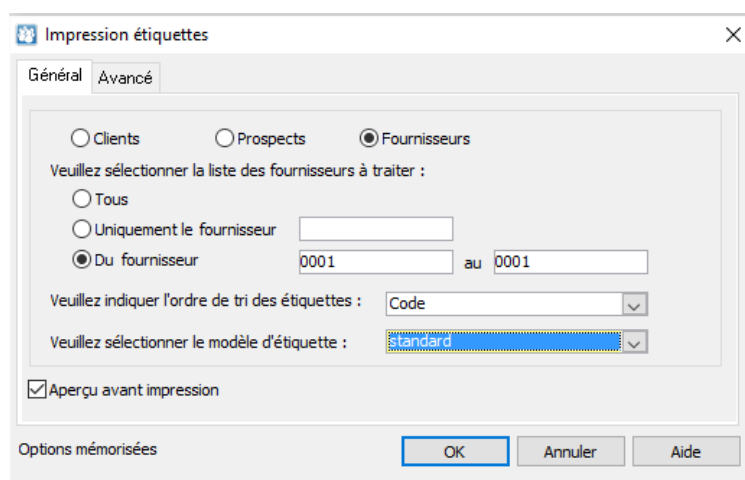 Impression étiquettes
Général Avancé
Clients Prospects Fournisseurs
Veuillez sélectionner la liste des fournisseurs à traiter :
Tous
Uniquement le fournisseur
Du fournisseur 0001 au 0001
Veuillez indiquer l'ordre de tri des étiquettes : Code
Veuillez sélectionner le modèle d'étiquette : standard
Aperçu avant impression
Options mémorisées OK Annuler Aide